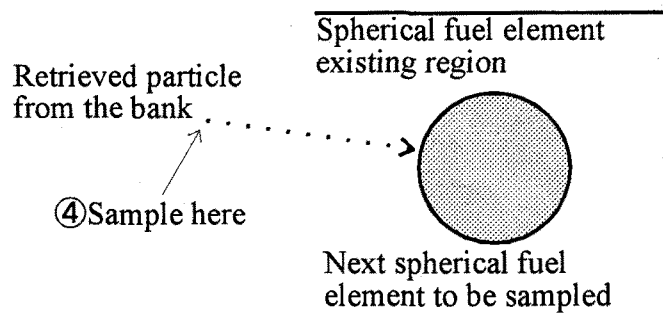 Spherical fuel element
existing region
Retrieved particle
from the bank
④Sample here
Next spherical fuel
element to be sampled